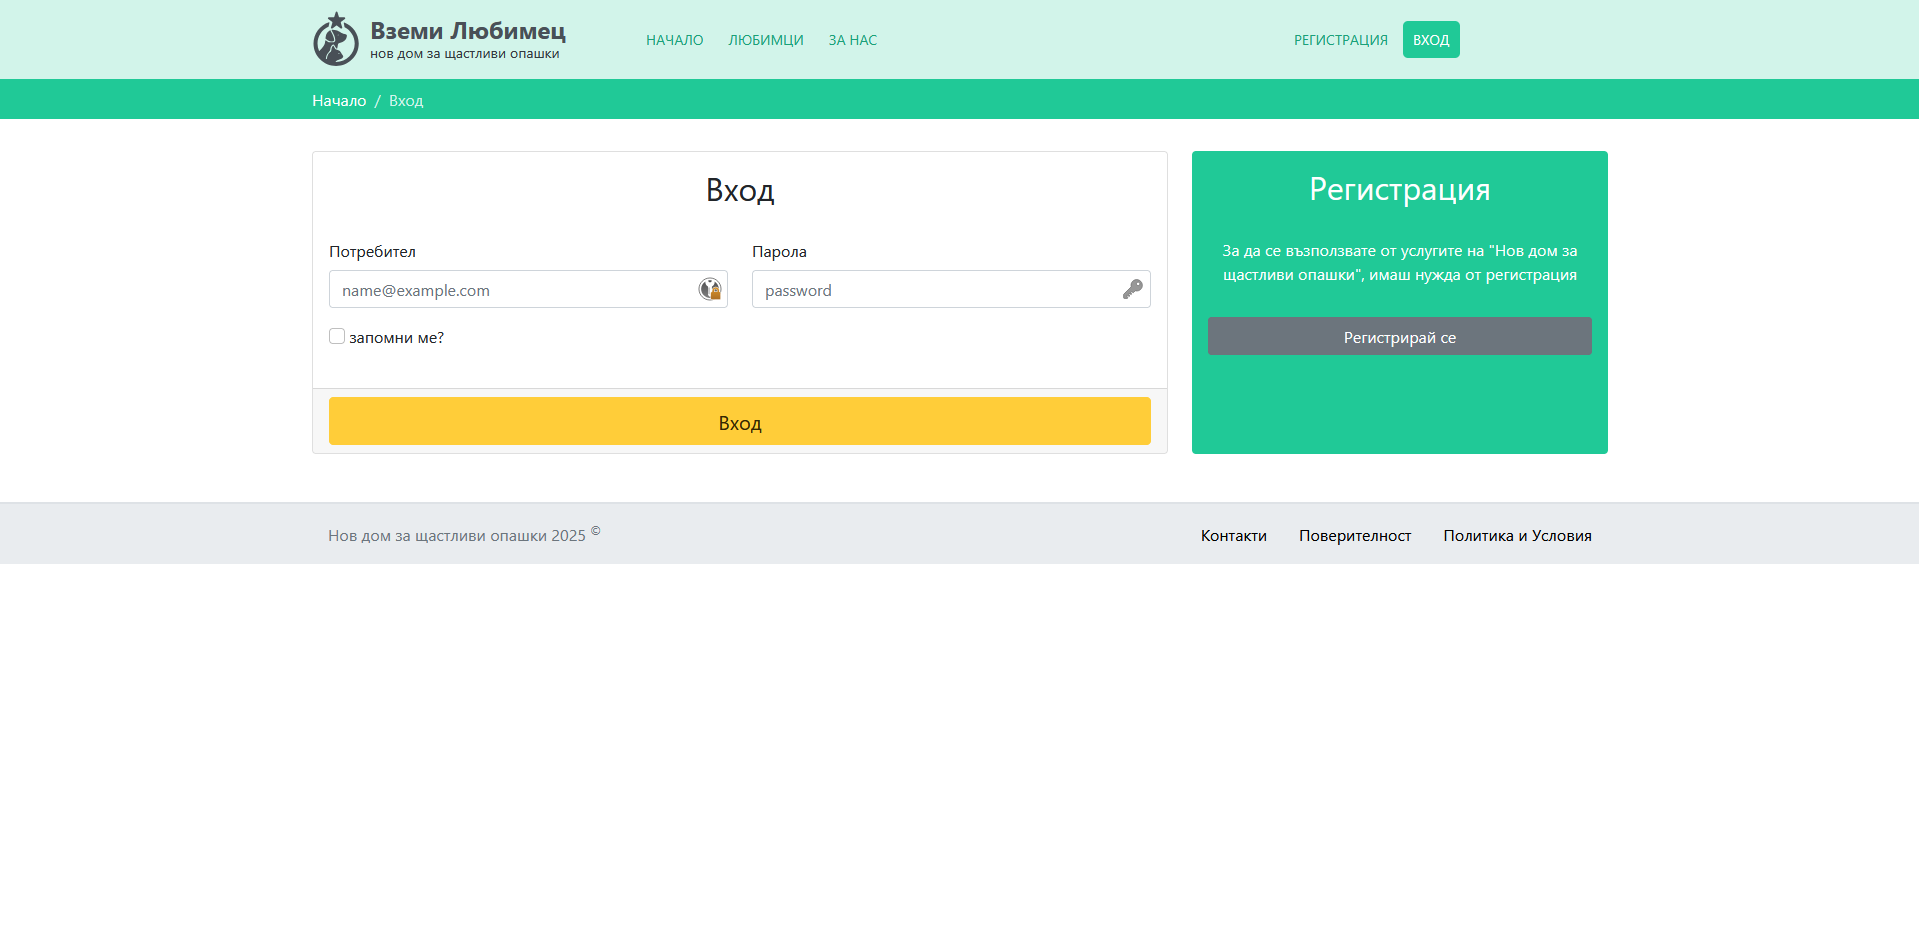 Вземи Любимец
нов дом за щастливи опашки
НАЧАЛО ЛЮБИМЦИ ЗА НАС
РЕГИСТРАЦИЯ ВХОД
Начало / Вход
Вход
Потребител
Парола
name@example.com
password
запомни ме?
Вход
Регистрация
За да се възползвате от услугите на "Нов дом за
щастливи опашки", имаш нужда от регистрация
Регистрирай се
Нов дом за щастливи опашки 2025 ©
Контакти Поверителност Политика и Условия